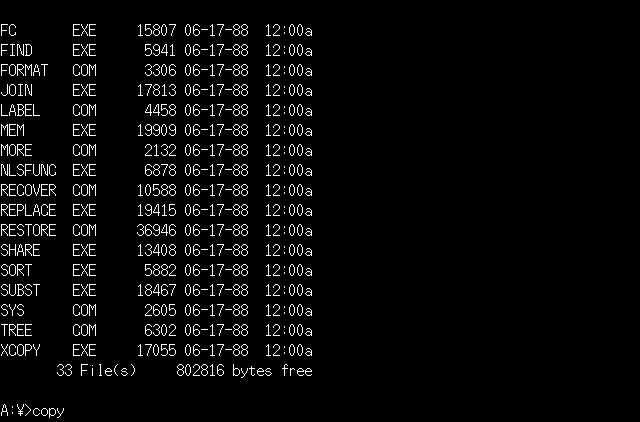 FC       EXE     15807 06-17-88  12:00a
FIND     EXE      5941 06-17-88  12:00a
FORMAT   COM      3306 06-17-88  12:00a
JOIN     EXE     17813 06-17-88  12:00a
LABEL    COM      4458 06-17-88  12:00a
MEM      EXE     19909 06-17-88  12:00a
MORE     COM      2132 06-17-88  12:00a
NLSFUNC  EXE      6878 06-17-88  12:00a
RECOVER  COM     10588 06-17-88  12:00a
REPLACE  EXE     19415 06-17-88  12:00a
RESTORE  COM     36946 06-17-88  12:00a
SHARE    EXE     13408 06-17-88  12:00a
SORT     EXE      5882 06-17-88  12:00a
SUBST    EXE     18467 06-17-88  12:00a
SYS      COM      2605 06-17-88  12:00a
TREE     COM      6302 06-17-88  12:00a
XCOPY    EXE     17055 06-17-88  12:00a
       33 File(s)     802816 bytes free
A:¥>copy